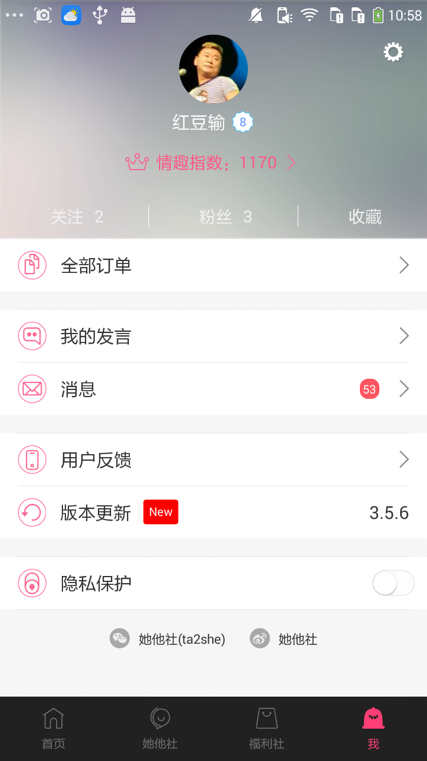 10:58
红豆输 8
情趣指数：1170
关注 2 粉丝 3 收藏
全部订单
我的发言
消息 53
用户反馈
版本更新 New 3.5.6
隐私保护
她他社(ta2she) 她他社
首页 她他社 福利社 我